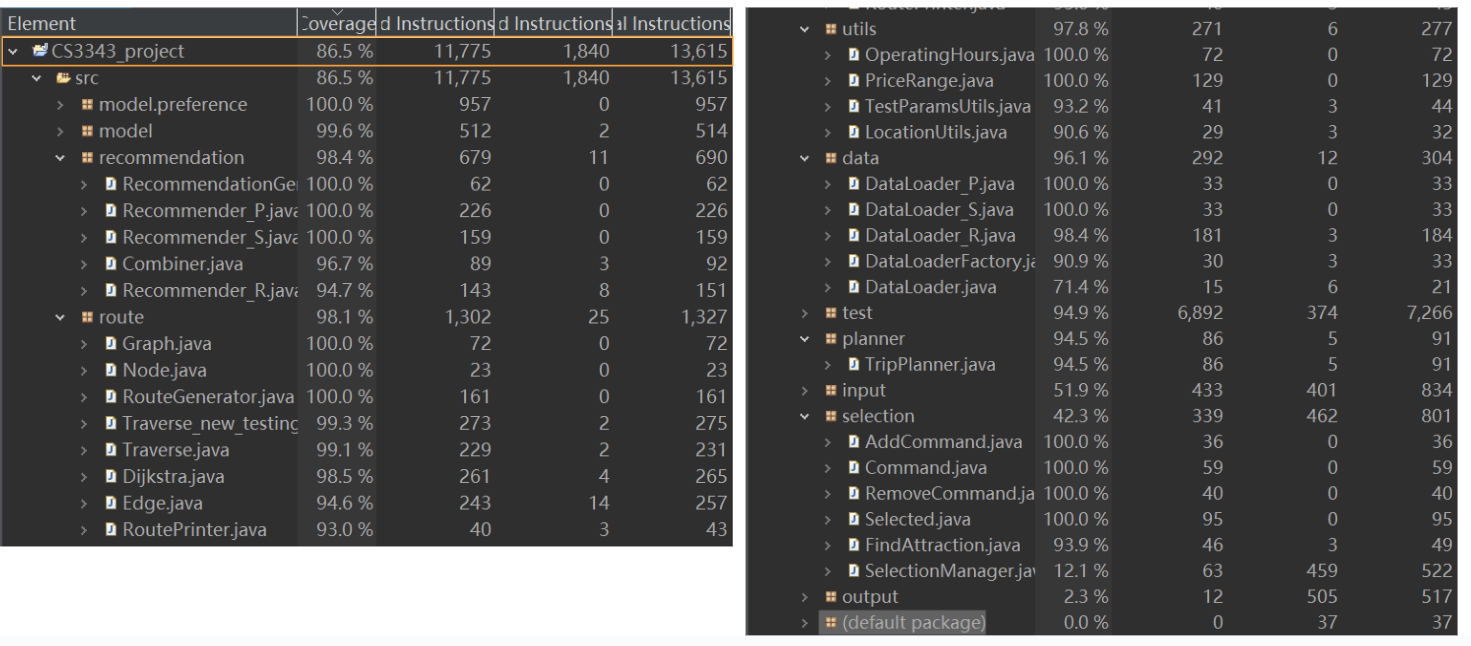 Element Coverage d Instructions d Instructions al Instructions
CS3343_project 86.5 % 11,775 1,840 13,615
src 86.5 % 11,775 1,840 13,615
model.preference 100.0 % 957 0 957
model 99.6 % 512 2 514
recommendation 98.4 % 679 11 690
RecommendationGe 100.0 % 62 0 62
Recommender_P.java 100.0 % 226 0 226
Recommender_S.java 100.0 % 159 0 159
Combiner.java 96.7 % 89 3 92
Recommender_R.java 94.7 % 143 8 151
route 98.1 % 1,302 25 1,327
Graph.java 100.0 % 72 0 72
Node.java 100.0 % 23 0 23
RouteGenerator.java 100.0 % 161 0 161
Traverse_new_testing 99.3 % 273 2 275
Traverse.java 99.1 % 229 2 231
Dijkstra.java 98.5 % 261 4 265
Edge.java 94.6 % 243 14 257
RoutePrinter.java 93.0 % 40 3 43
utils 97.8 % 271 6 277
OperatingHours.java 100.0 % 72 0 72
PriceRange.java 100.0 % 129 0 129
TestParamsUtils.java 93.2 % 41 3 44
LocationUtils.java 90.6 % 29 3 32
data 96.1 % 292 12 304
DataLoader_P.java 100.0 % 33 0 33
DataLoader_S.java 100.0 % 33 0 33
DataLoader_R.java 98.4 % 181 3 184
DataLoaderFactory.ja 90.9 % 30 3 33
DataLoader.java 71.4 % 15 6 21
test 94.9 % 6,892 374 7,266
planner 94.5 % 86 5 91
TripPlanner.java 94.5 % 86 5 91
input 51.9 % 433 401 834
selection 42.3 % 339 462 801
AddCommand.java 100.0 % 36 0 36
Command.java 100.0 % 59 0 59
RemoveCommand.ja 100.0 % 40 0 40
Selected.java 100.0 % 95 0 95
FindAttraction.java 93.9 % 46 3 49
SelectionManager.jav 12.1 % 63 459 522
output 2.3 % 12 505 517
(default package) 0.0 % 0 37 37